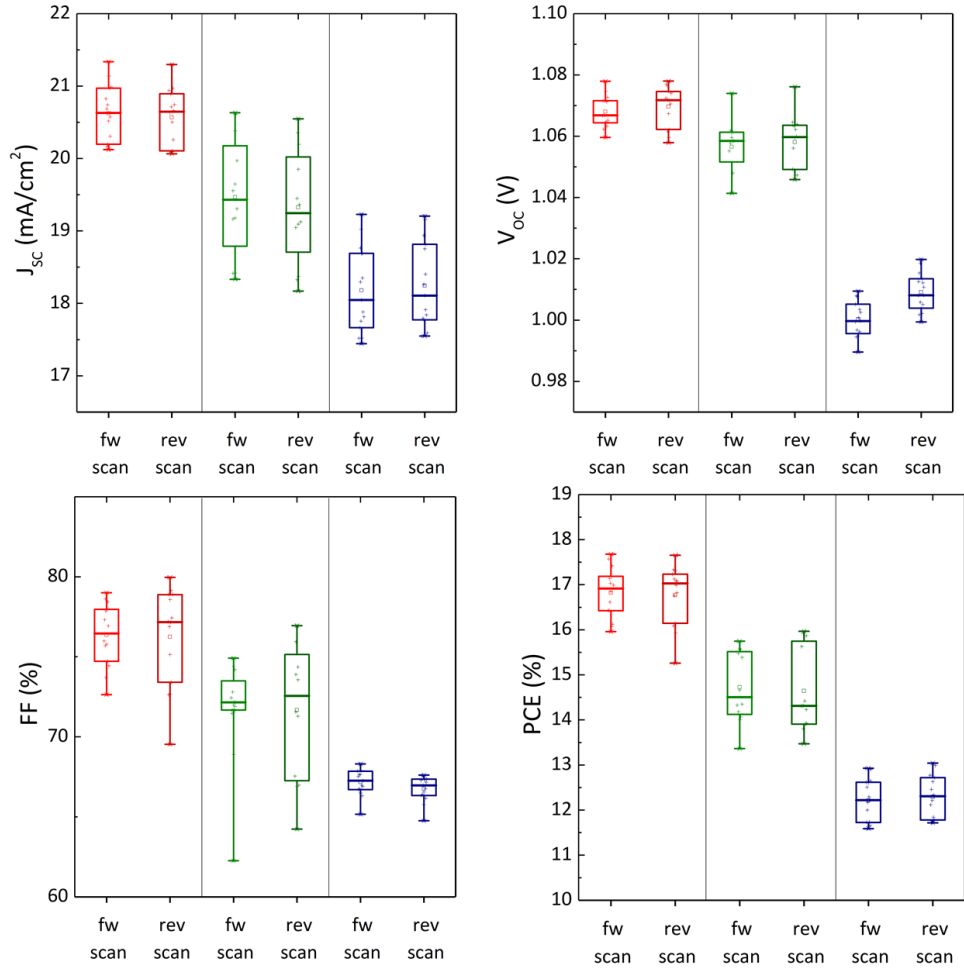 22
21
20
19
18
17
J_SC (mA/cm²)
fw rev fw rev fw rev
scan scan scan scan scan scan
1.10
1.08
1.06
1.04
1.02
1.00
0.98
V_OC (V)
fw rev fw rev fw rev
scan scan scan scan scan scan
80
70
60
FF (%)
fw rev fw rev fw rev
scan scan scan scan scan scan
19
18
17
16
15
14
13
12
11
10
PCE (%)
fw rev fw rev fw rev
scan scan scan scan scan scan